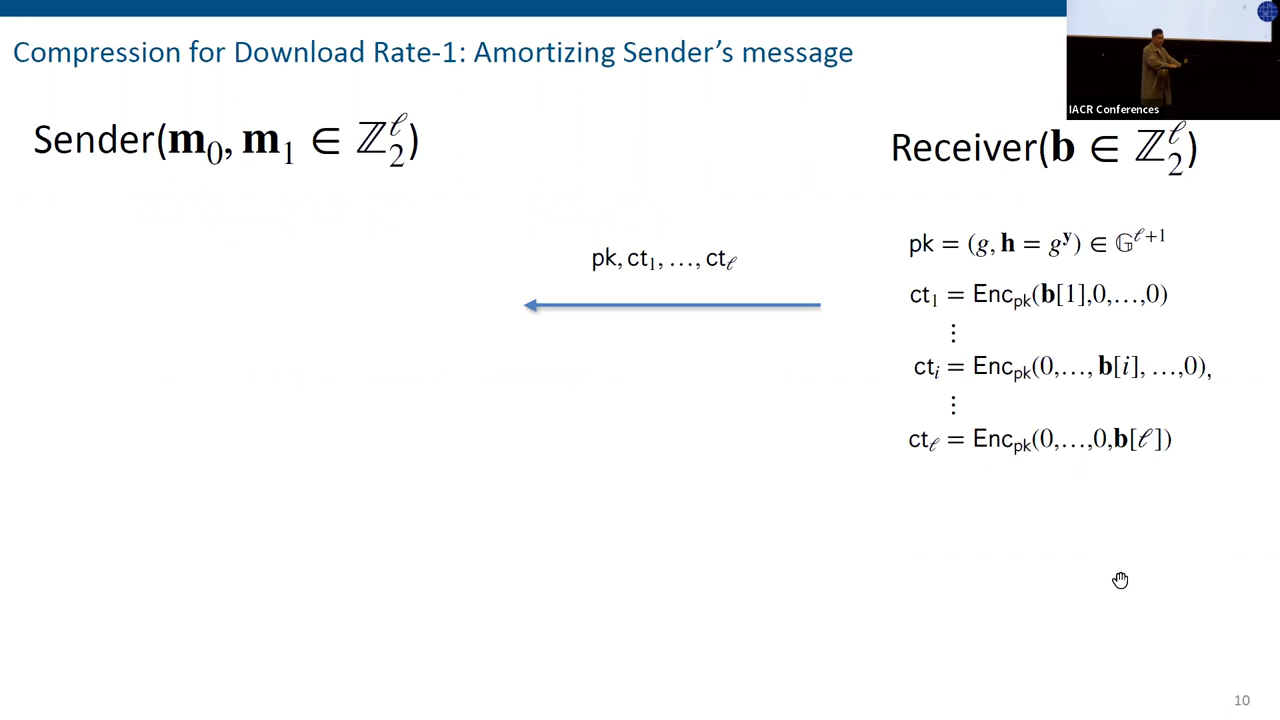 Compression for Download Rate-1: Amortizing Sender's message
IACR Conferences
Sender(𝐦₀, 𝐦₁ ∈ ℤ₂^ℓ)
Receiver(𝐛 ∈ ℤ₂^ℓ)
pk = (g, 𝐡 = g^𝐲) ∈ 𝔾^{ℓ+1}
pk, ct₁, …, ct_ℓ
ct₁ = Enc_pk(𝐛[1],0,…,0)
⋮
ct_i = Enc_pk(0,…, 𝐛[i], …,0),
⋮
ct_ℓ = Enc_pk(0,…,0,𝐛[ℓ])
10